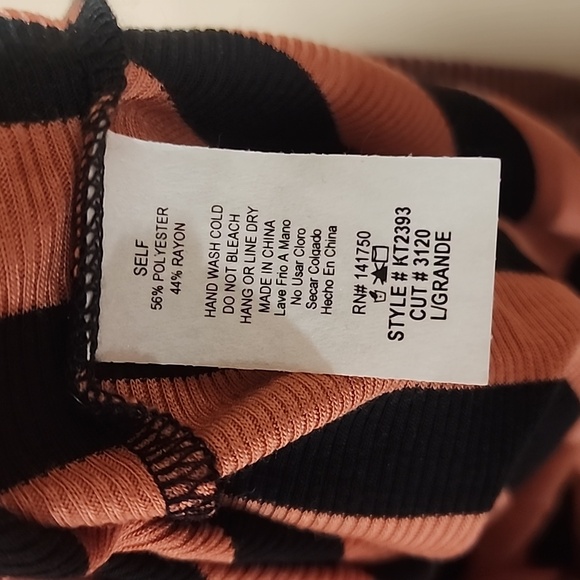 SELF
56% POLYESTER
44% RAYON
HAND WASH COLD
DO NOT BLEACH
HANG OR LINE DRY
MADE IN CHINA
Lave Frio A Mano
No Usar Cloro
Secar Colgado
Hecho En China
RN# 141750
STYLE # KT2393
CUT # 3120
L/GRANDE